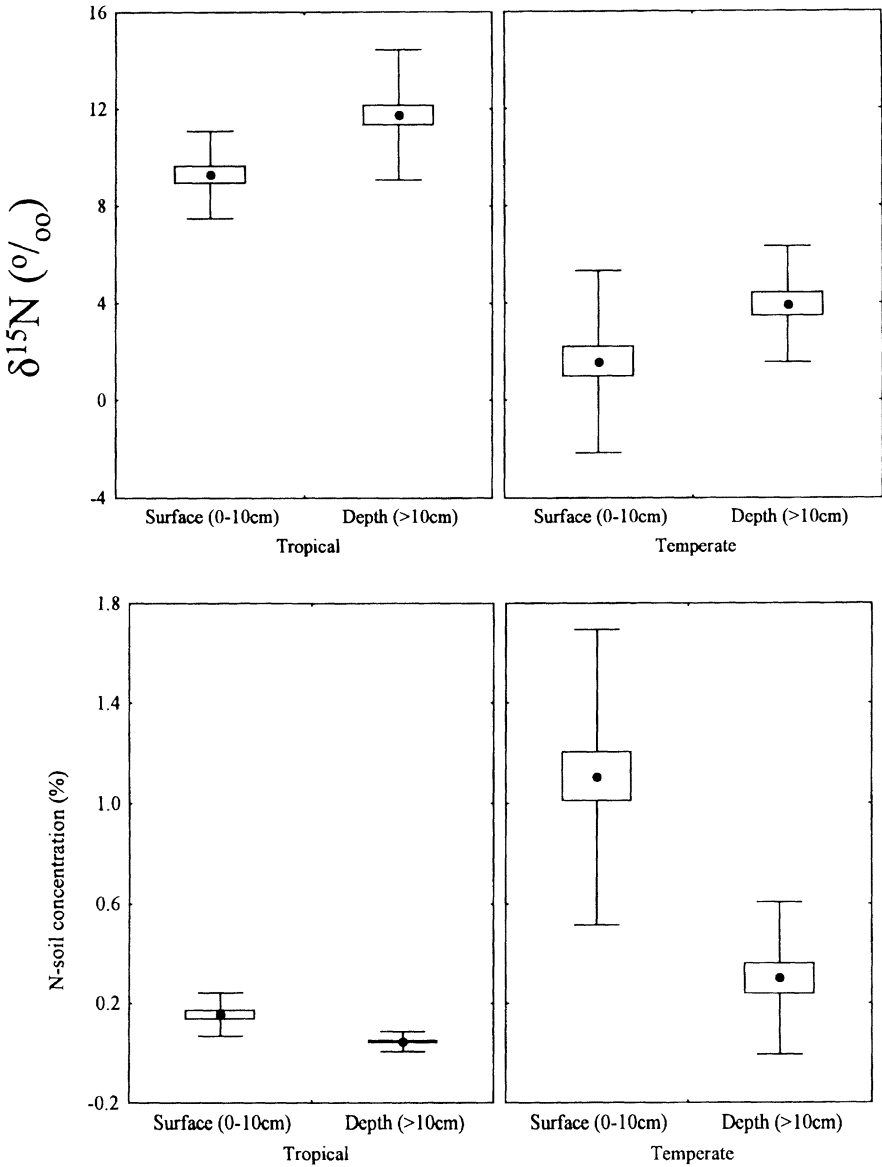 δ15N (o/oo)
16
12
8
4
0
-4
Surface (0-10cm) Depth (>10cm) Surface (0-10cm) Depth (>10cm)
Tropical Temperate
N-soil concentration (%)
1.8
1.4
1.0
0.6
0.2
-0.2
Surface (0-10cm) Depth (>10cm) Surface (0-10cm) Depth (>10cm)
Tropical Temperate